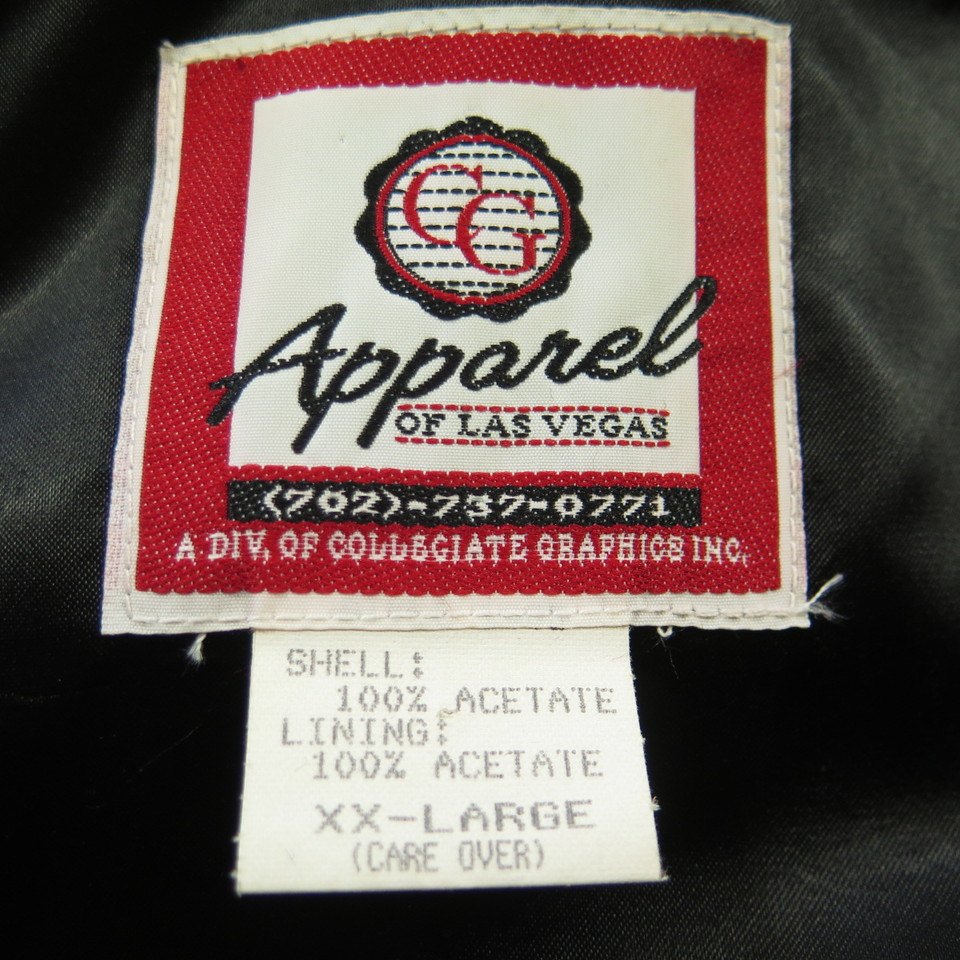 CG
Apparel
OF LAS VEGAS
(702)-737-0771
A DIV. OF COLLEGIATE GRAPHICS INC.
SHELL:
100% ACETATE
LINING:
100% ACETATE
XX-LARGE
(CARE OVER)